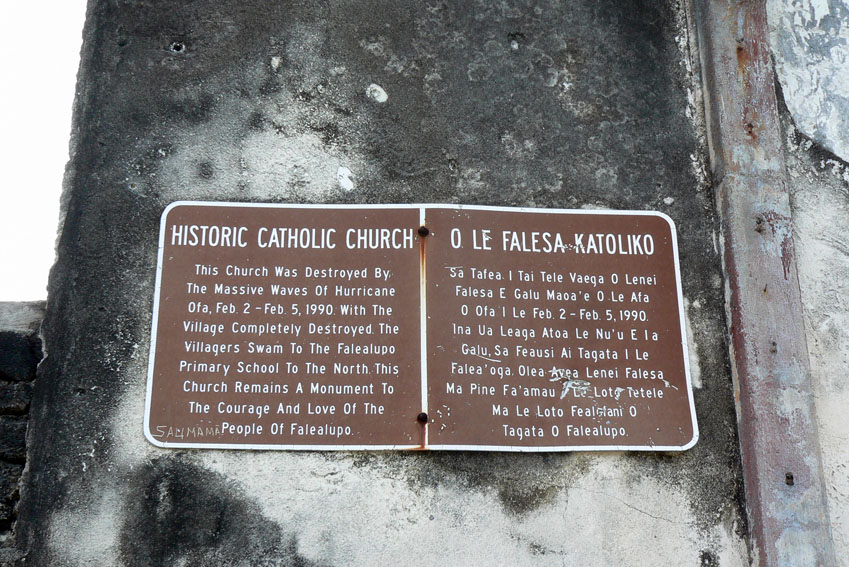 HISTORIC CATHOLIC CHURCH
This Church Was Destroyed By
The Massive Waves Of Hurricane
Ofa, Feb. 2 - Feb. 5, 1990. With The
Village Completely Destroyed. The
Villagers Swam To The Falealupo
Primary School To The North. This
Church Remains A Monument To
The Courage And Love Of The
People Of Falealupo.
O LE FALESA KATOLIKO
Sa Tafea I Tai Tele Vaega O Lenei
Falesa E Galu Maoa'e O Le Afa
O Ofa I Le Feb. 2 - Feb. 5, 1990.
Ina Ua Leaga Atoa Le Nu'u E Ia
Galu, Sa Feausi Ai Tagata I Le
Falea'oga. Olea Avea Lenei Falesa
Ma Pine Fa'amau Le Loto Tetele
Ma Le Loto Fealofani O
Tagata O Falealupo.